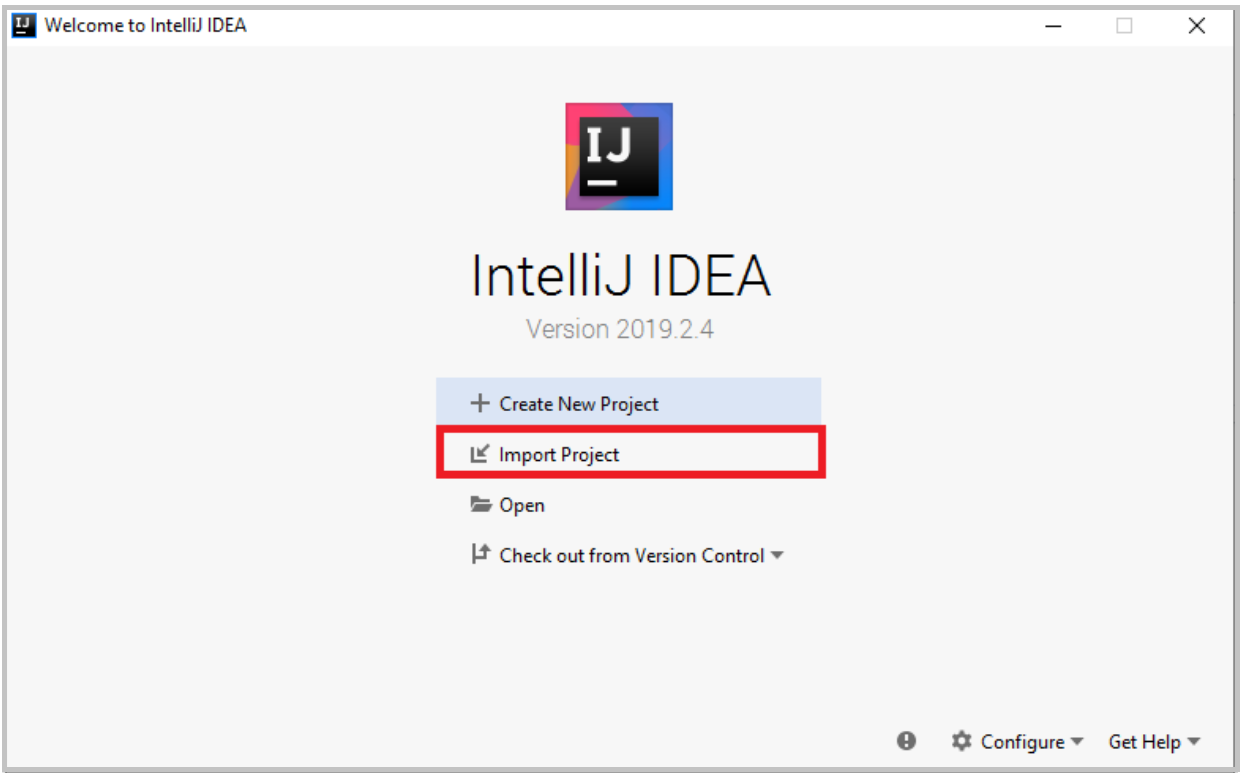 Welcome to IntelliJ IDEA
IJ
IntelliJ IDEA
Version 2019.2.4
Create New Project
Import Project
Open
Check out from Version Control
Configure
Get Help